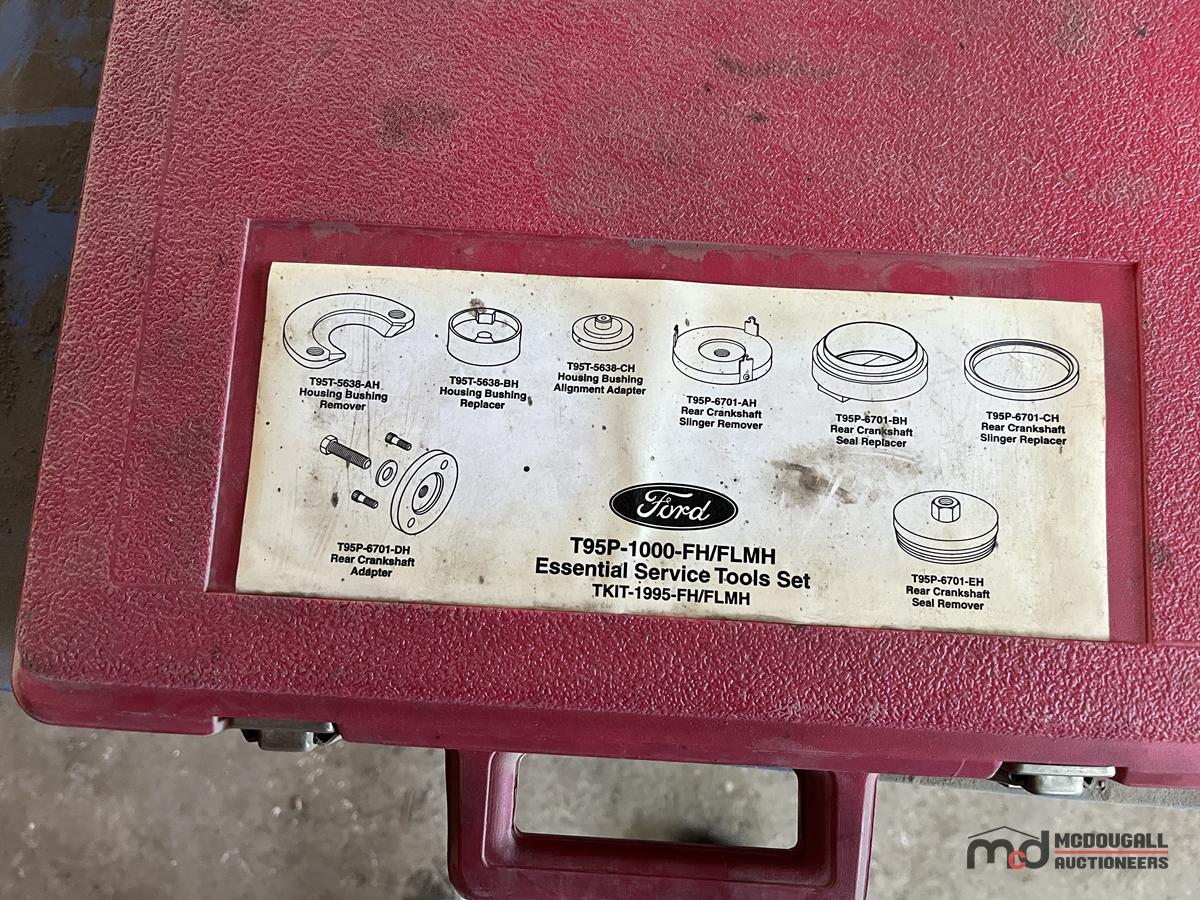 T95T-5638-AH
Housing Bushing
Remover
T95T-5638-BH
Housing Bushing
Replacer
T95T-5638-CH
Housing Bushing
Alignment Adapter
T95P-6701-AH
Rear Crankshaft
Slinger Remover
T95P-6701-BH
Rear Crankshaft
Seal Replacer
T95P-6701-CH
Rear Crankshaft
Slinger Replacer
T95P-6701-DH
Rear Crankshaft
Adapter
Ford
T95P-1000-FH/FLMH
Essential Service Tools Set
TKIT-1995-FH/FLMH
T95P-6701-EH
Rear Crankshaft
Seal Remover
mcd
MCDOUGALL
AUCTIONEERS